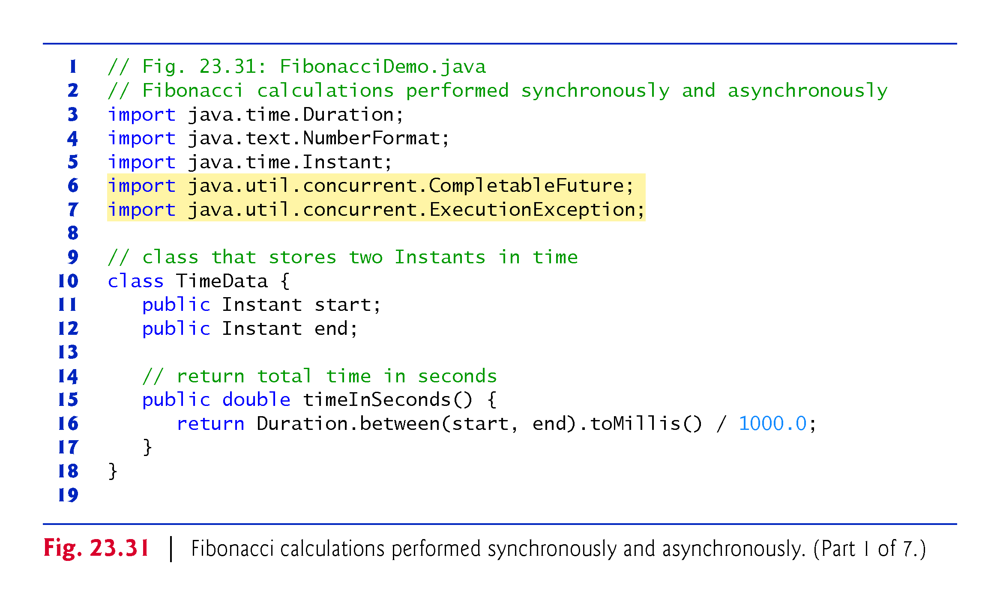 1 // Fig. 23.31: FibonacciDemo.java
2 // Fibonacci calculations performed synchronously and asynchronously
3 import java.time.Duration;
4 import java.text.NumberFormat;
5 import java.time.Instant;
6 import java.util.concurrent.CompletableFuture;
7 import java.util.concurrent.ExecutionException;
8
9 // class that stores two Instants in time
10 class TimeData {
11    public Instant start;
12    public Instant end;
13
14    // return total time in seconds
15    public double timeInSeconds() {
16       return Duration.between(start, end).toMillis() / 1000.0;
17    }
18 }
19
Fig. 23.31 | Fibonacci calculations performed synchronously and asynchronously. (Part 1 of 7.)